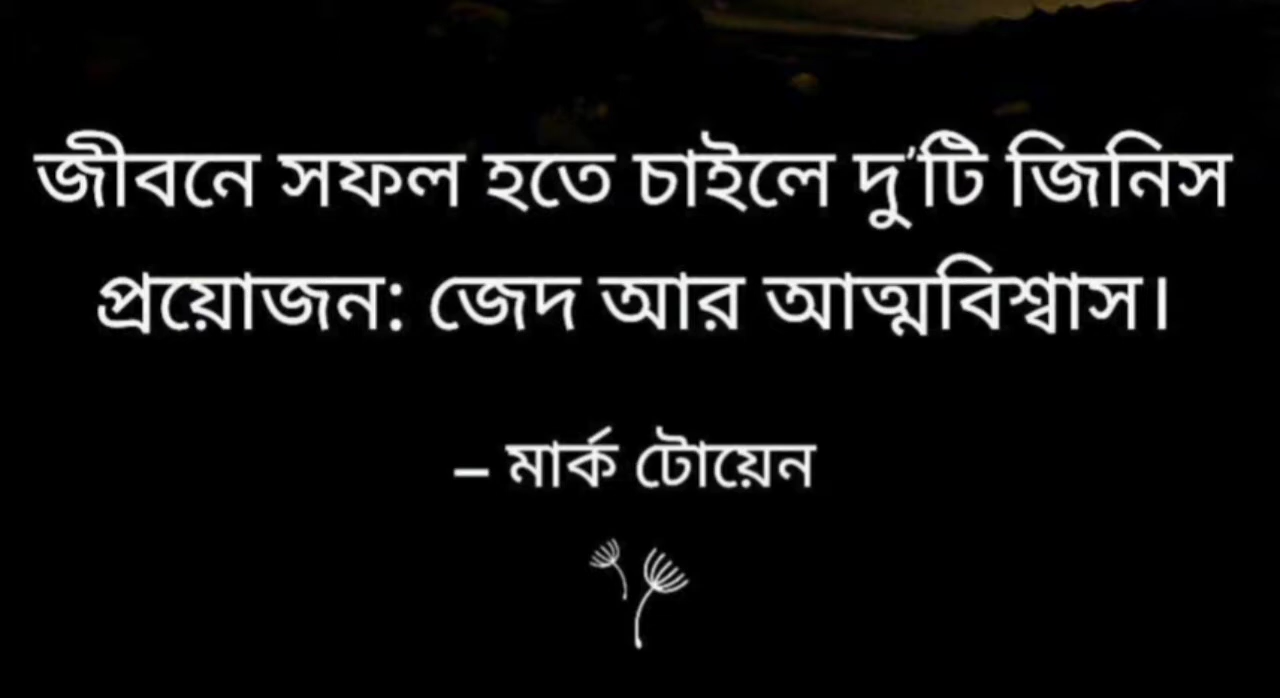 জীবনে সফল হতে চাইলে দু'টি জিনিস
প্রয়োজন: জেদ আর আত্মবিশ্বাস।
– মার্ক টোয়েন